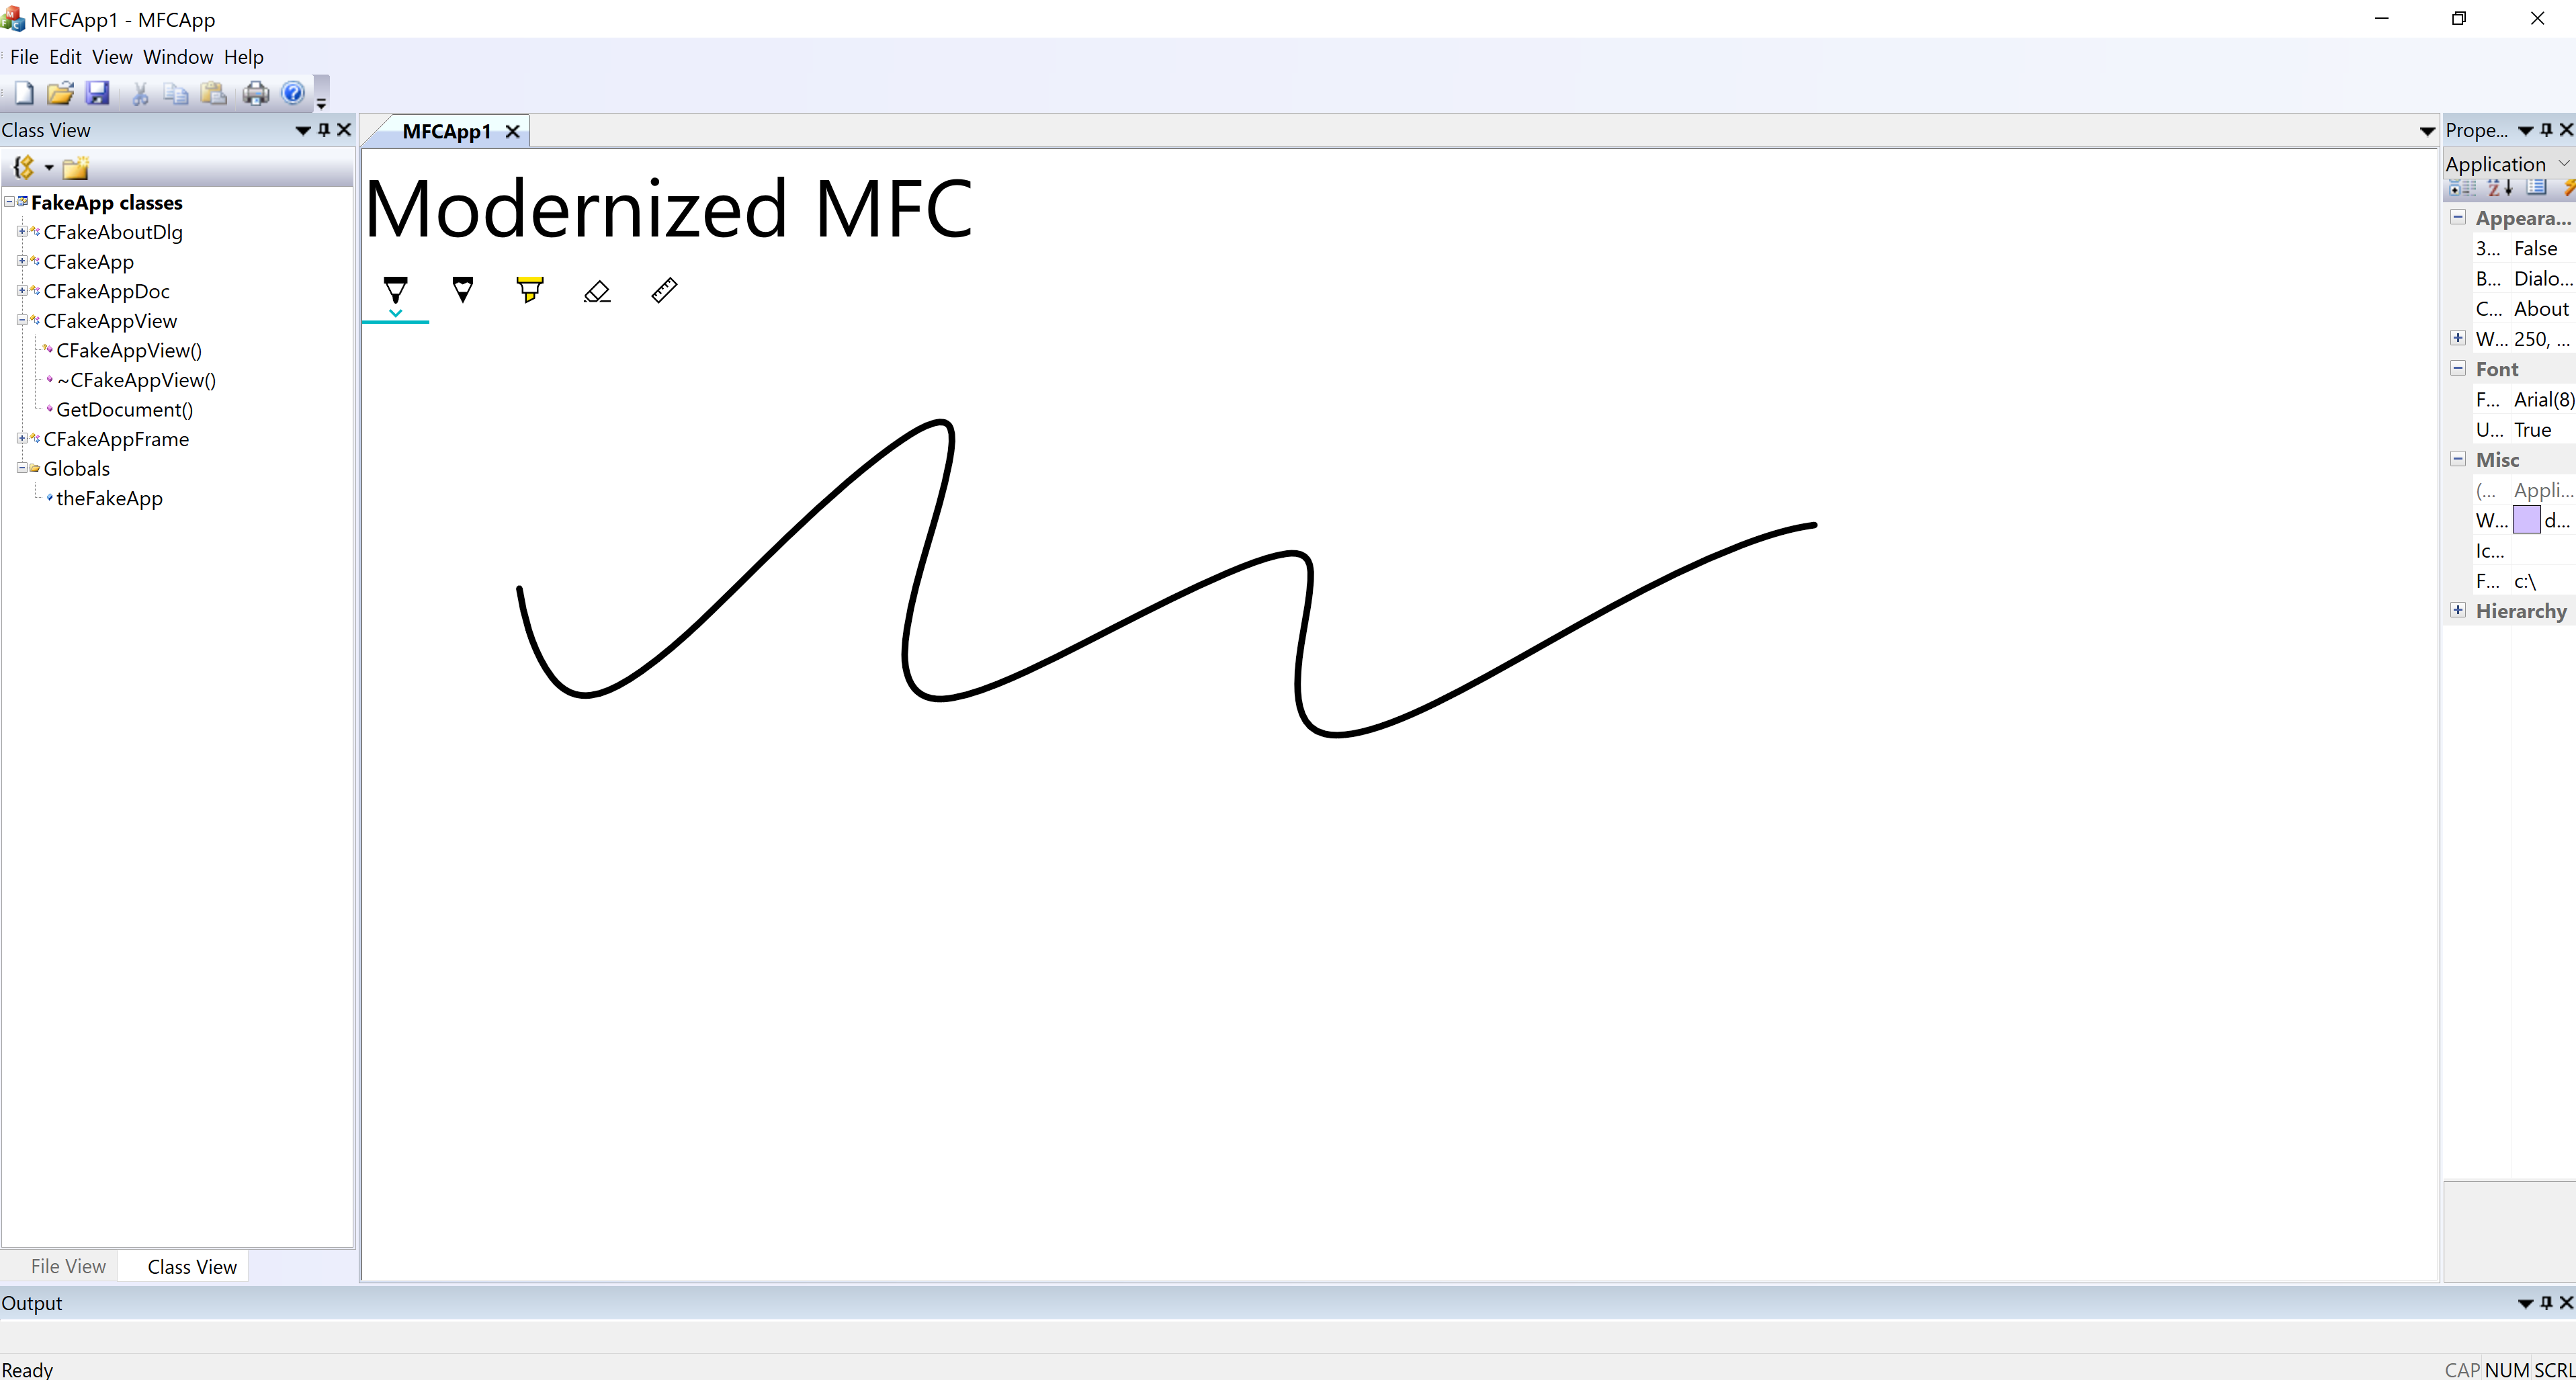 MFCApp1 - MFCApp
File Edit View Window Help
Class View
MFCApp1
Prope...
Application
FakeApp classes
CFakeAboutDlg
CFakeApp
CFakeAppDoc
CFakeAppView
CFakeAppView()
~CFakeAppView()
GetDocument()
CFakeAppFrame
Globals
theFakeApp
Modernized MFC
Appeara...
3... False
B... Dialo...
C... About
W... 250, ...
Font
F... Arial(8)
U... True
Misc
(... Appli...
W... d...
Ic...
F... c:\
Hierarchy
File View Class View
Output
Ready
CAP NUM SCRL